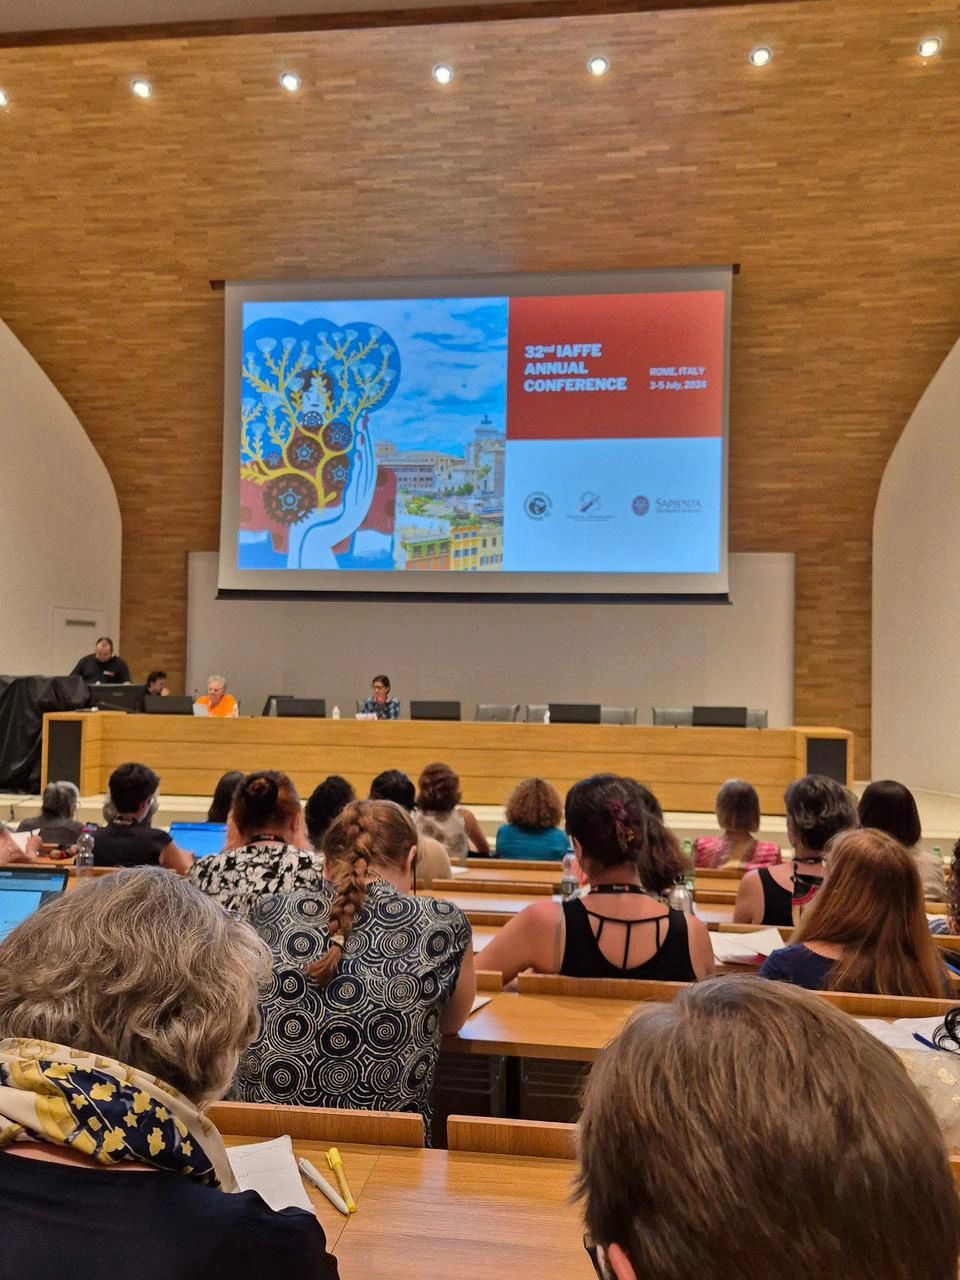 32nd IAFFE
ANNUAL
CONFERENCE
ROME, ITALY
3-5 July, 2024
SAPIENZA